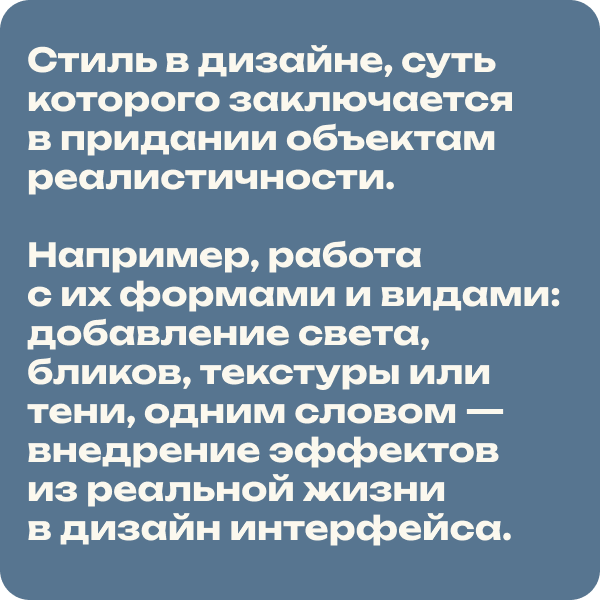 Стиль в дизайне, суть
которого заключается
в придании объектам
реалистичности.
Например, работа
с их формами и видами:
добавление света,
бликов, текстуры или
тени, одним словом —
внедрение эффектов
из реальной жизни
в дизайн интерфейса.